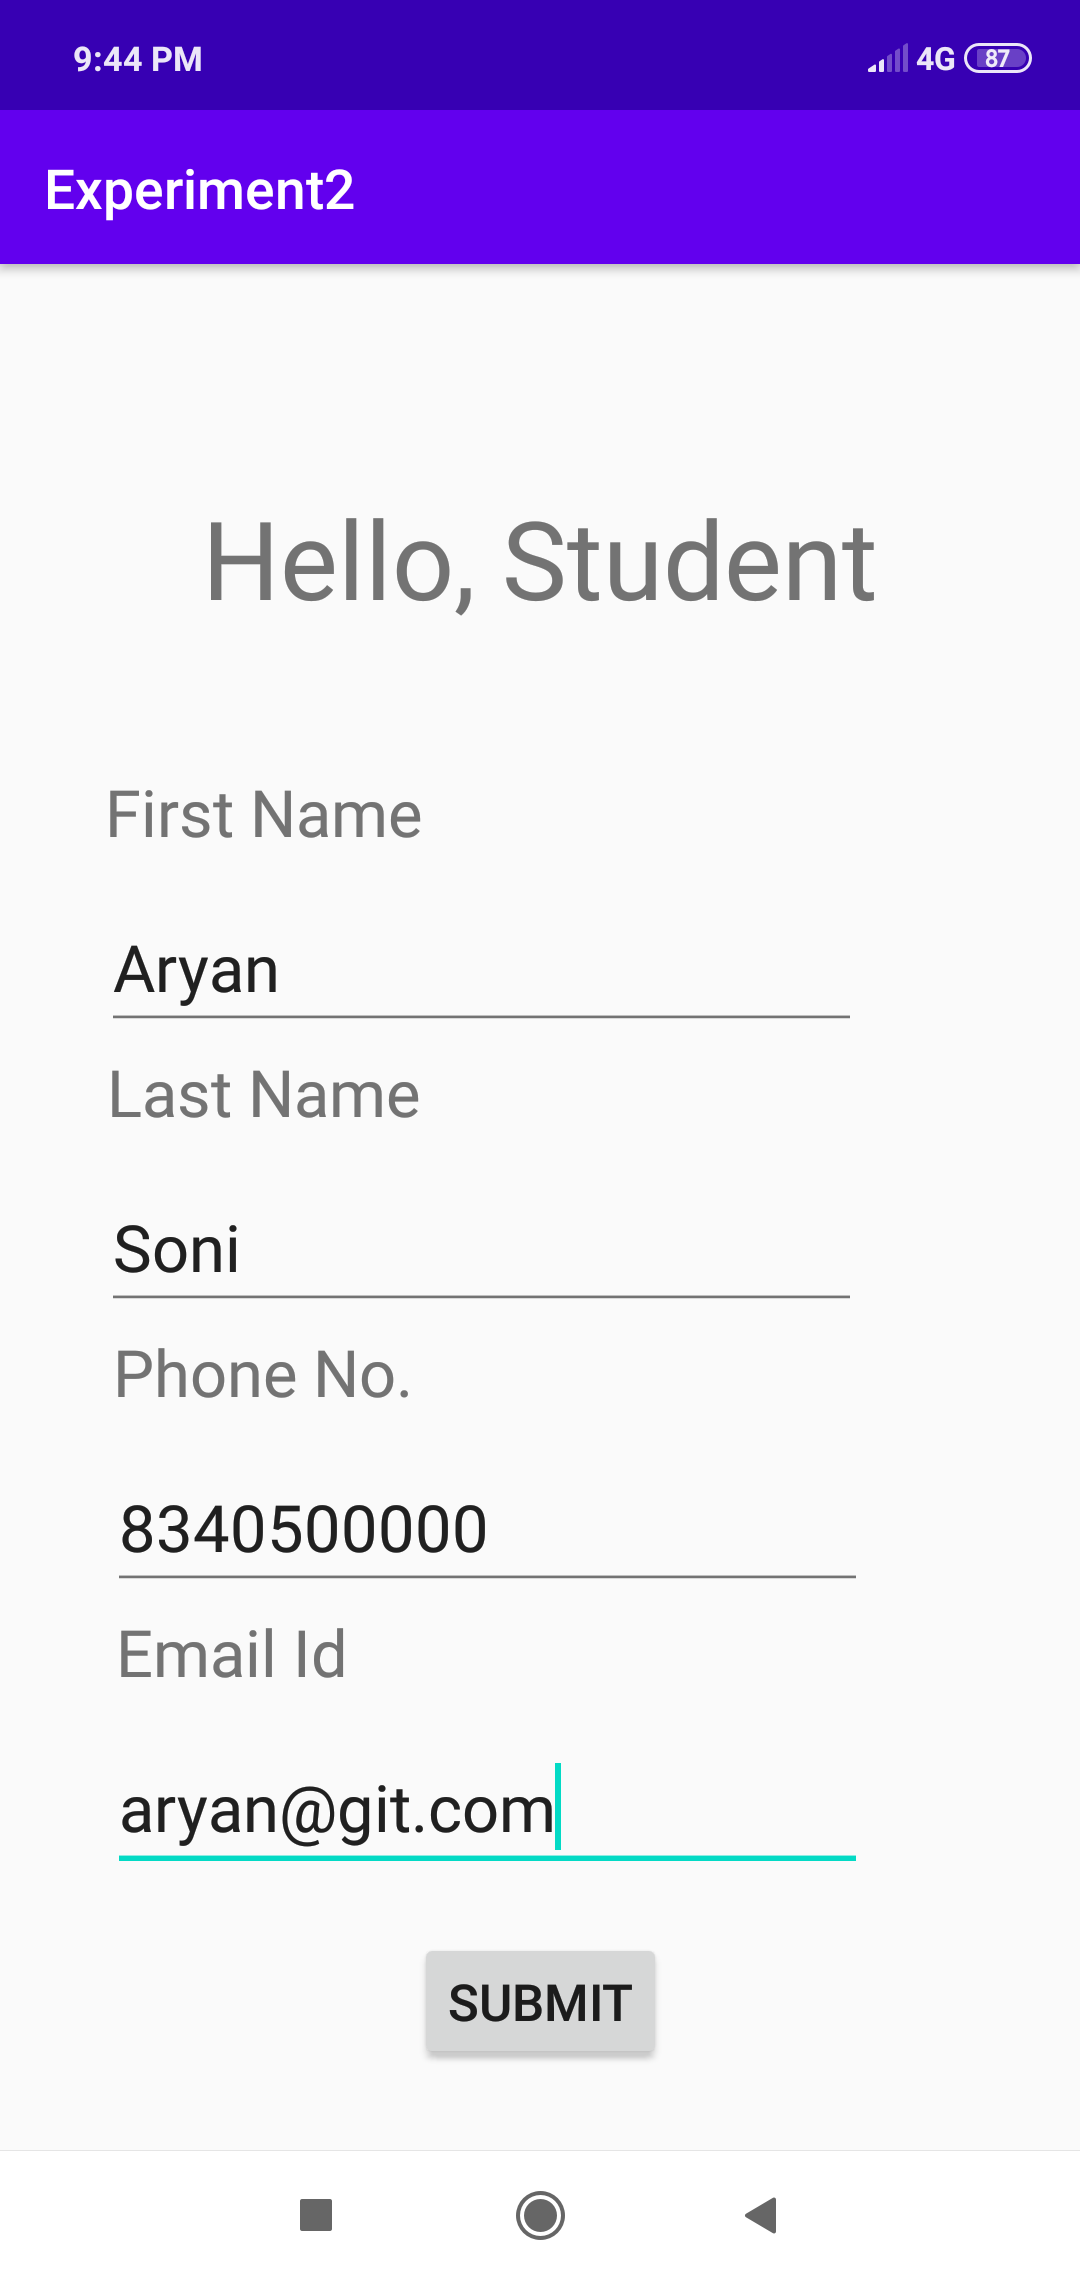 9:44 PM 4G 87
Experiment2
Hello, Student
First Name
Aryan
Last Name
Soni
Phone No.
8340500000
Email Id
aryan@git.com
SUBMIT